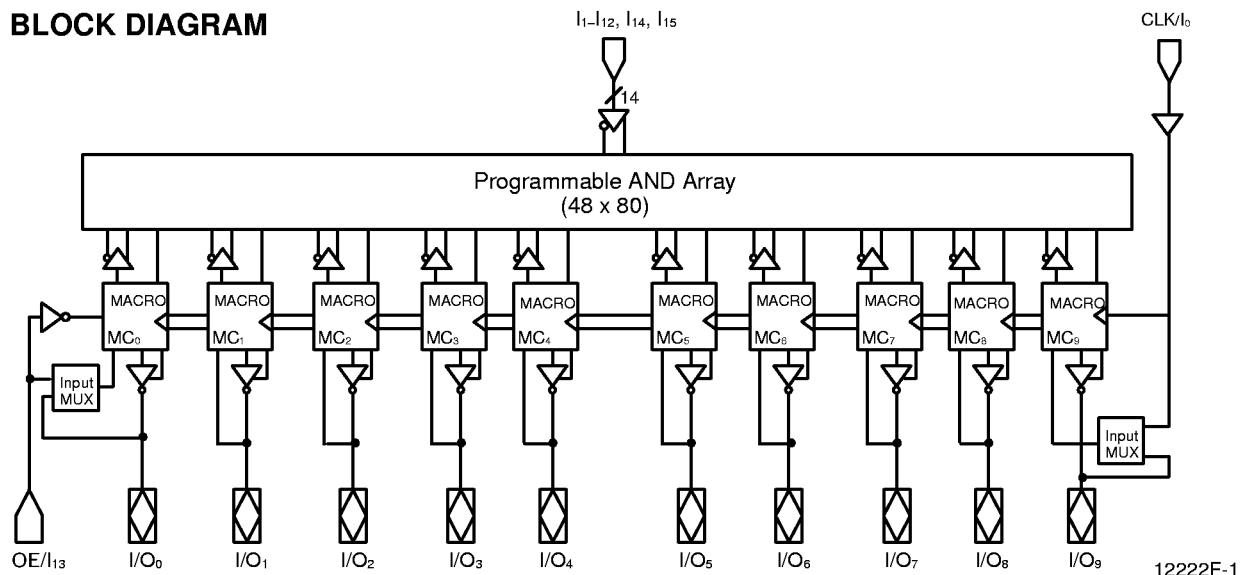 BLOCK DIAGRAM
I₁–I₁₂, I₁₄, I₁₅
CLK/I₀
14
Programmable AND Array
(48 x 80)
MACRO MACRO MACRO MACRO MACRO MACRO MACRO MACRO MACRO MACRO
MC₀ MC₁ MC₂ MC₃ MC₄ MC₅ MC₆ MC₇ MC₈ MC₉
Input
MUX
Input
MUX
OE/I₁₃ I/O₀ I/O₁ I/O₂ I/O₃ I/O₄ I/O₅ I/O₆ I/O₇ I/O₈ I/O₉
12222F-1